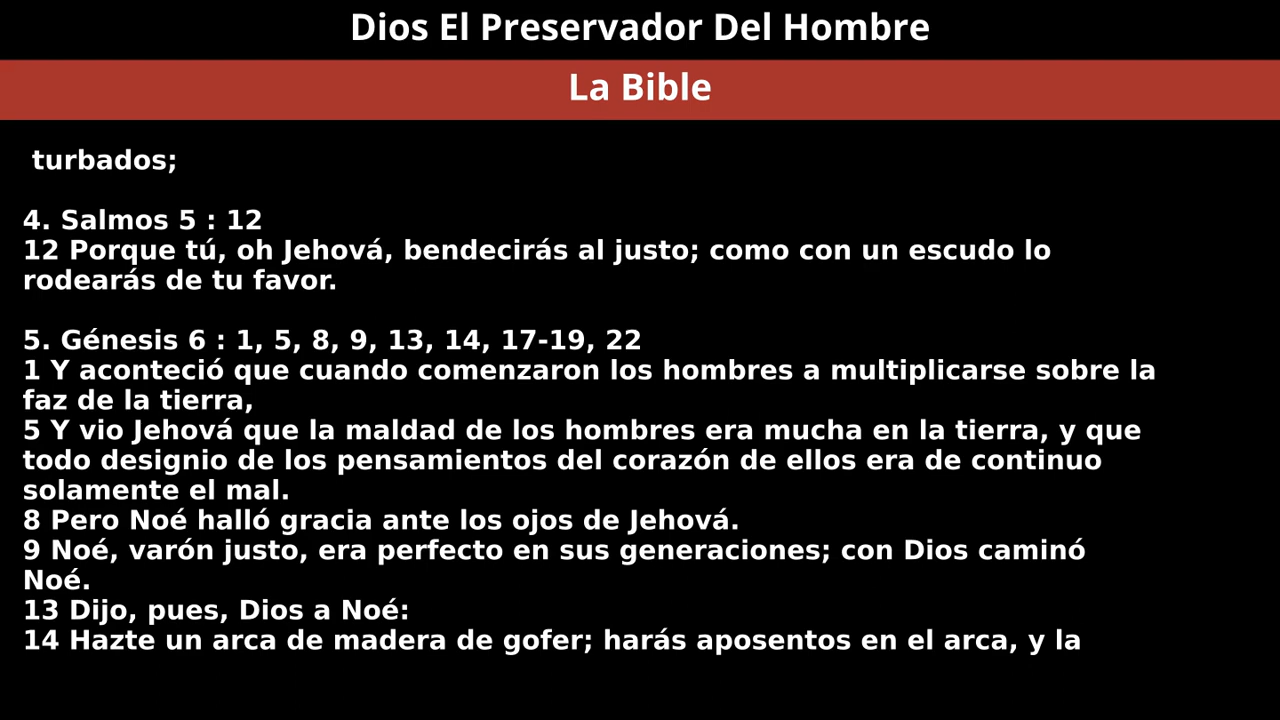 Dios El Preservador Del Hombre
La Bible
turbados;
4. Salmos 5 : 12
12 Porque tú, oh Jehová, bendecirás al justo; como con un escudo lo
rodearás de tu favor.
5. Génesis 6 : 1, 5, 8, 9, 13, 14, 17-19, 22
1 Y aconteció que cuando comenzaron los hombres a multiplicarse sobre la
faz de la tierra,
5 Y vio Jehová que la maldad de los hombres era mucha en la tierra, y que
todo designio de los pensamientos del corazón de ellos era de continuo
solamente el mal.
8 Pero Noé halló gracia ante los ojos de Jehová.
9 Noé, varón justo, era perfecto en sus generaciones; con Dios caminó
Noé.
13 Dijo, pues, Dios a Noé:
14 Hazte un arca de madera de gofer; harás aposentos en el arca, y la